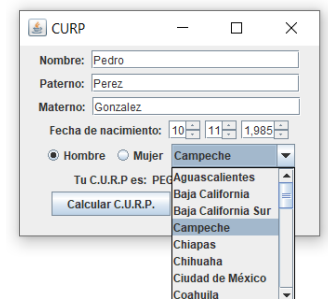 CURP
Nombre: Pedro
Paterno: Perez
Materno: Gonzalez
Fecha de nacimiento: 10 11 1,985
Hombre Mujer Campeche
Tu C.U.R.P es: PEG
Calcular C.U.R.P.
Aguascalientes
Baja California
Baja California Sur
Campeche
Chiapas
Chihuaha
Ciudad de México
Coahuila